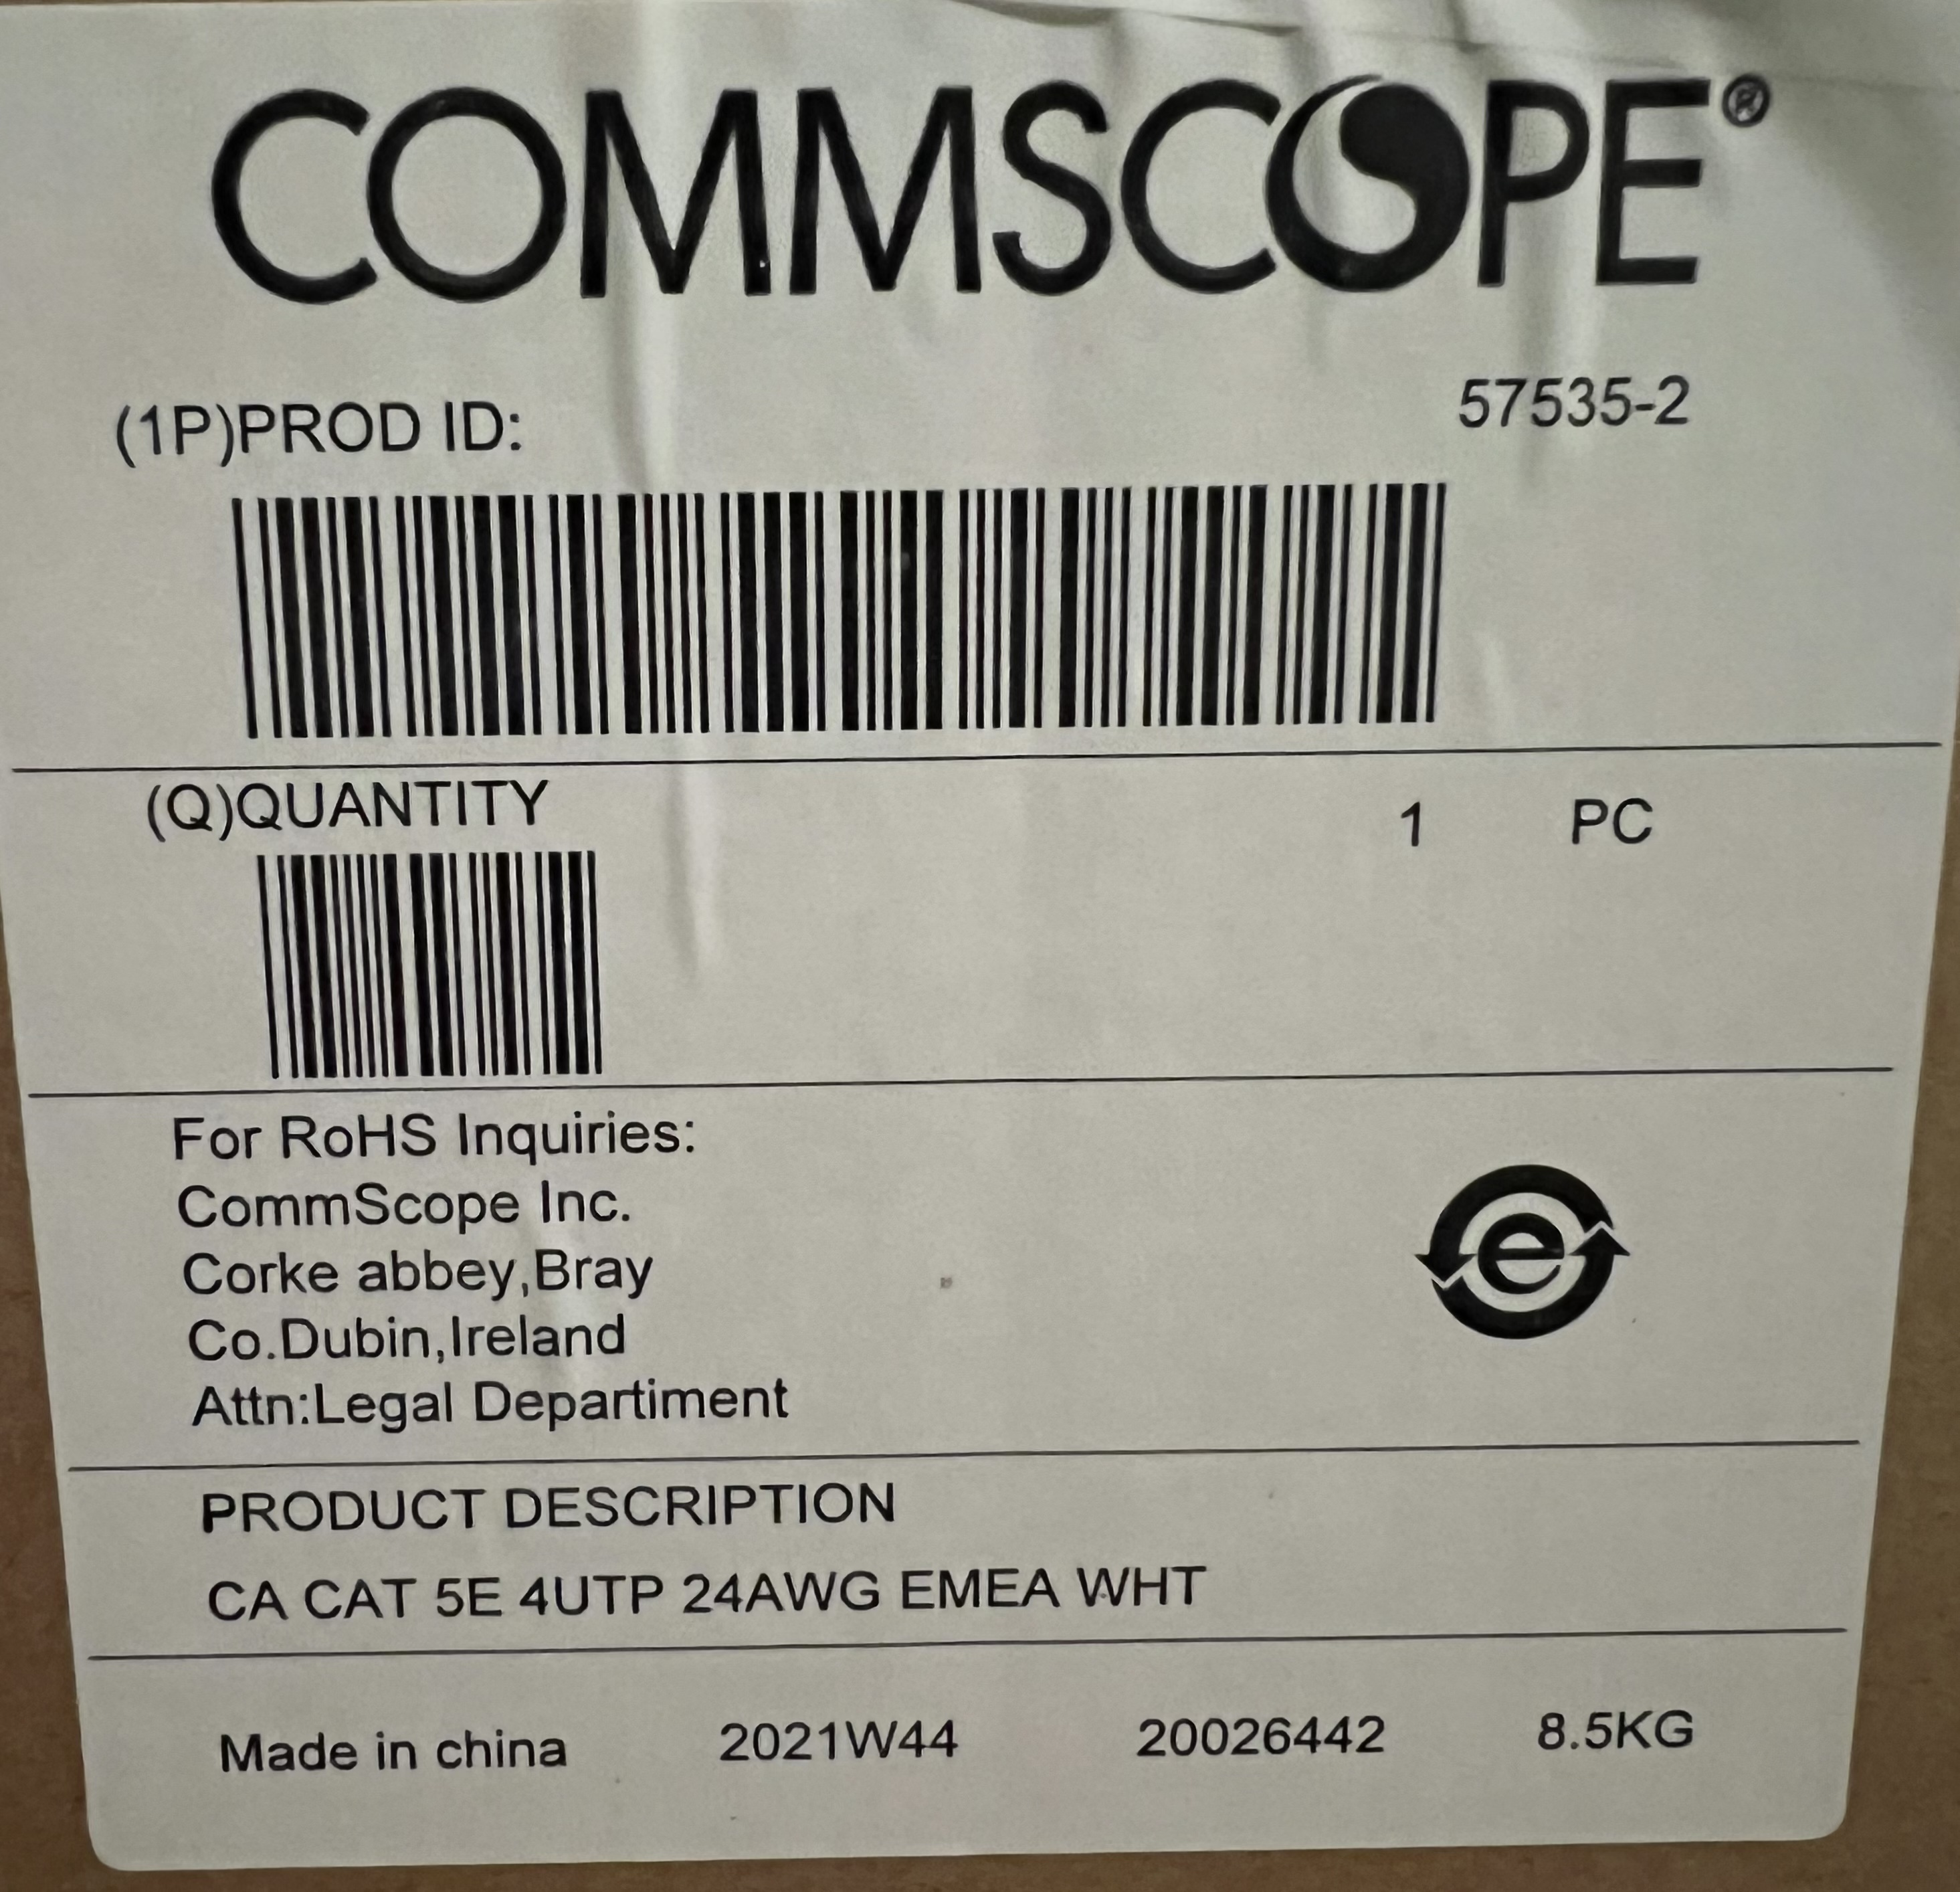 COMMSCOPE®
(1P)PROD ID: 57535-2
(Q)QUANTITY 1 PC
For RoHS Inquiries:
CommScope Inc.
Corke abbey,Bray
Co.Dubin,Ireland
Attn:Legal Departiment
e
PRODUCT DESCRIPTION
CA CAT 5E 4UTP 24AWG EMEA WHT
Made in china 2021W44 20026442 8.5KG